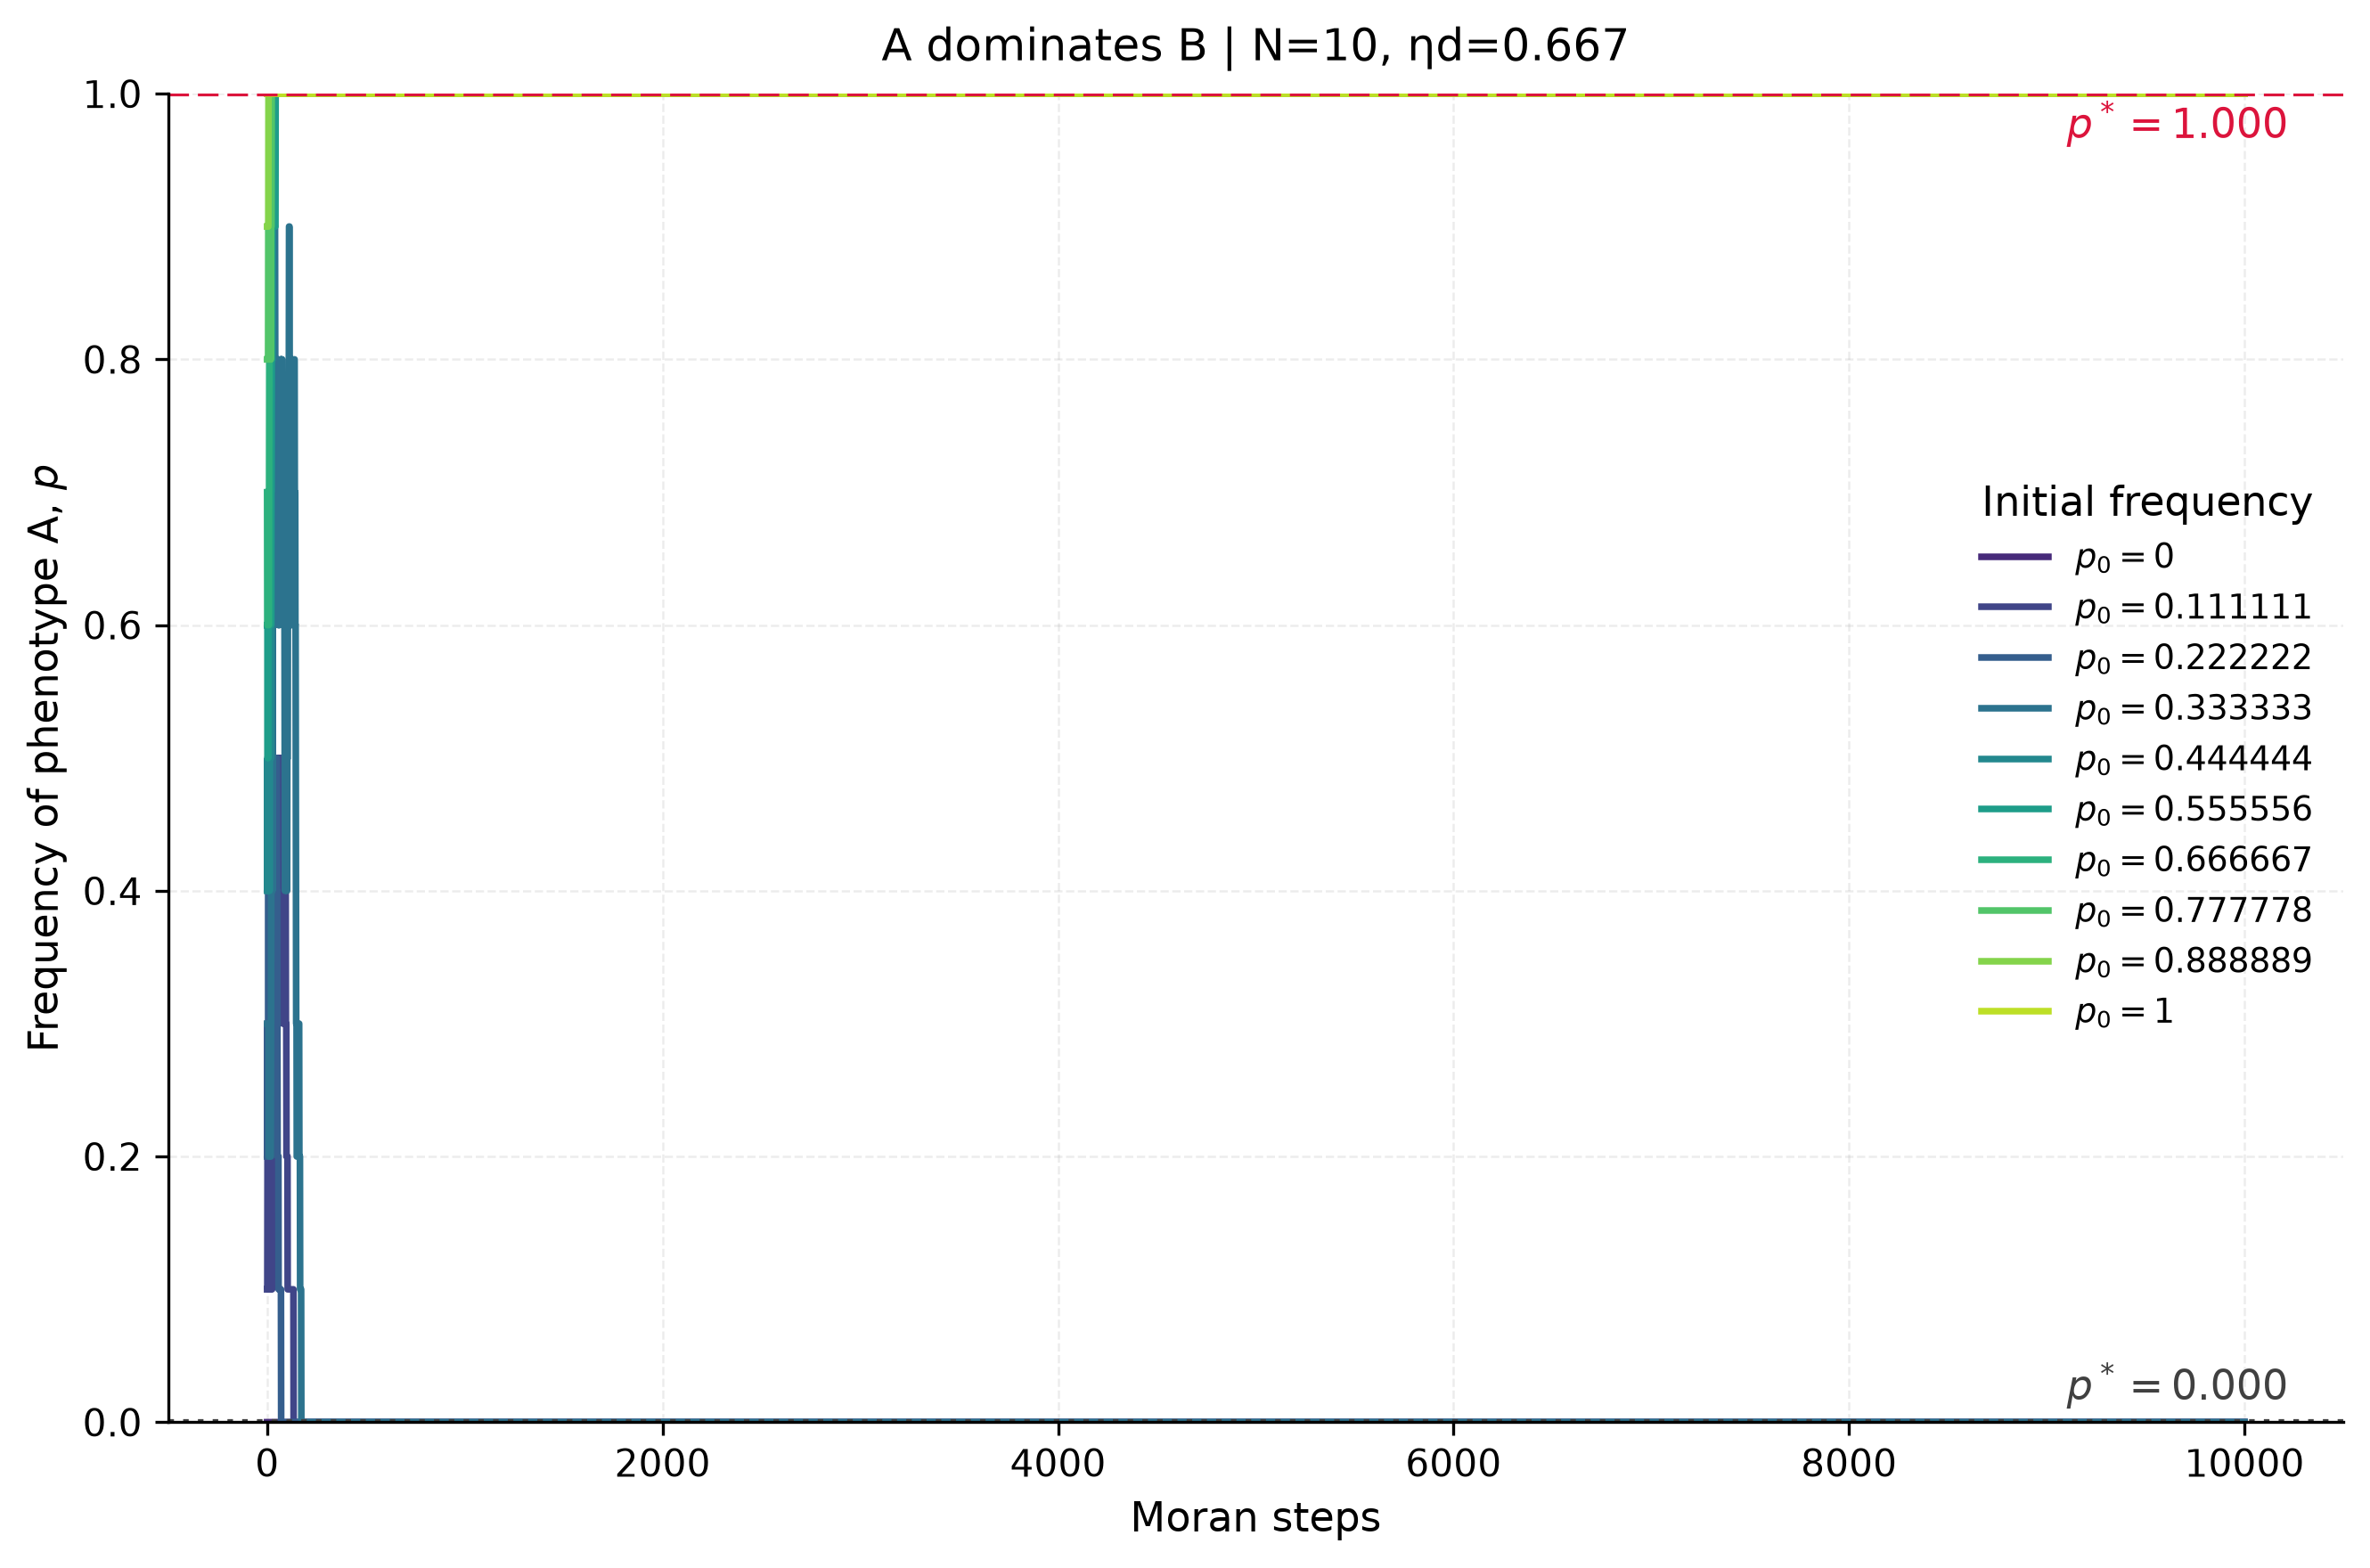 A dominates B | N=10, ηd=0.667
1.0
p* = 1.000
0.8
Initial frequency
p₀ = 0
p₀ = 0.111111
0.6
p₀ = 0.222222
p₀ = 0.333333
p₀ = 0.444444
p₀ = 0.555556
p₀ = 0.666667
0.4
p₀ = 0.777778
p₀ = 0.888889
p₀ = 1
Frequency of phenotype A, p
0.2
p* = 0.000
0.0
0 2000 4000 6000 8000 10000
Moran steps